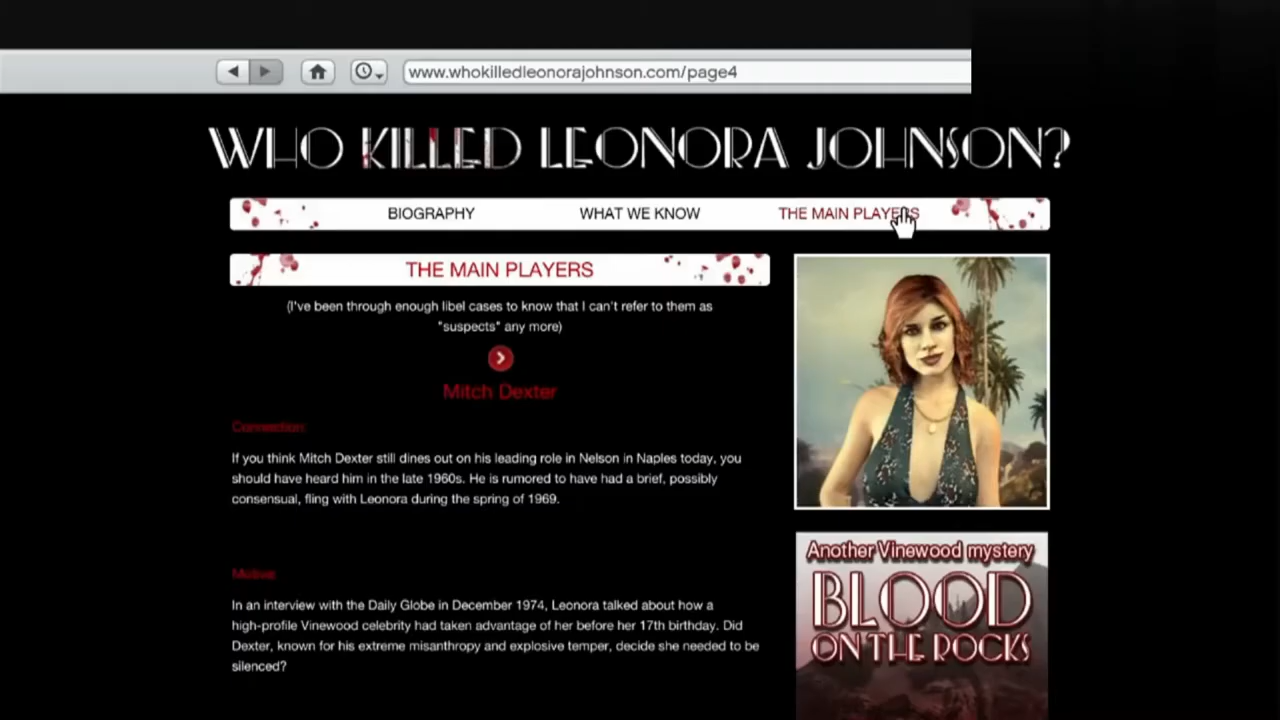 www.whokilledleonorajohnson.com/page4
WHO KILLED LEONORA JOHNSON?
BIOGRAPHY
WHAT WE KNOW
THE MAIN PLAYERS
THE MAIN PLAYERS
(I've been through enough libel cases to know that I can't refer to them as
"suspects" any more)
Mitch Dexter
Connection:
If you think Mitch Dexter still dines out on his leading role in Nelson in Naples today, you
should have heard him in the late 1960s. He is rumored to have had a brief, possibly
consensual, fling with Leonora during the spring of 1969.
Motive:
In an interview with the Daily Globe in December 1974, Leonora talked about how a
high-profile Vinewood celebrity had taken advantage of her before her 17th birthday. Did
Dexter, known for his extreme misanthropy and explosive temper, decide she needed to be
silenced?
Another Vinewood mystery
BLOOD
ON THE ROCKS